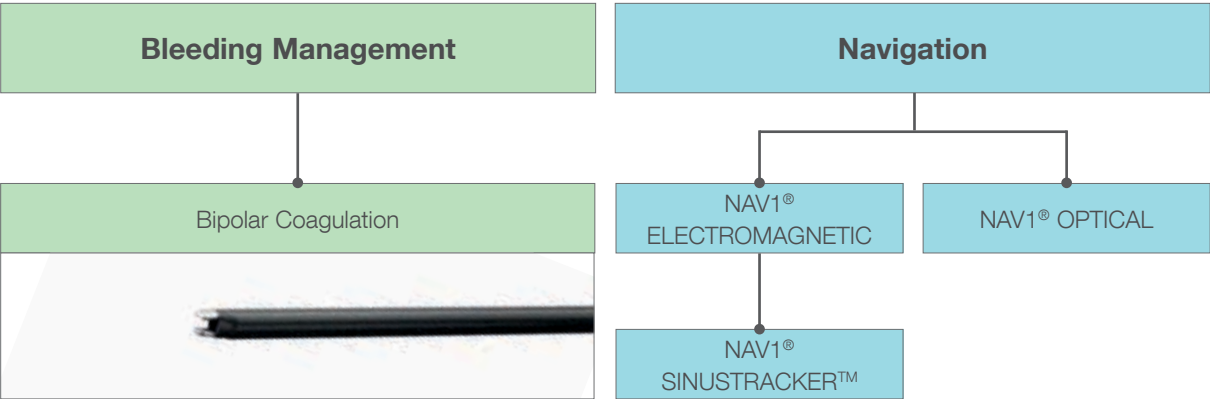 Bleeding Management
Navigation
Bipolar Coagulation
NAV1®
ELECTROMAGNETIC
NAV1® OPTICAL
NAV1®
SINUSTRACKER™